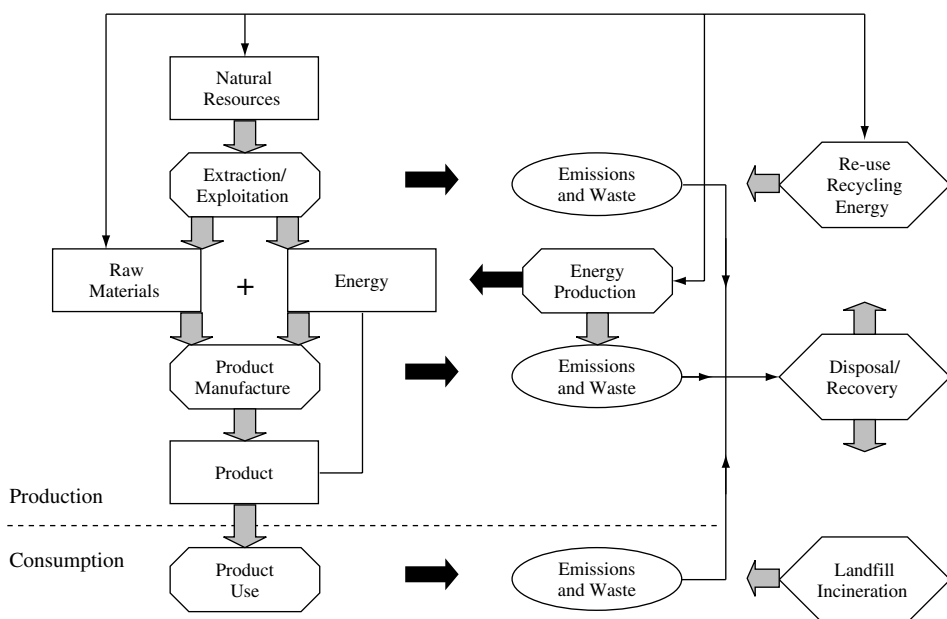 Natural
Resources
Extraction/
Exploitation
Emissions
and Waste
Re-use
Recycling
Energy
Raw
Materials
+
Energy
Energy
Production
Product
Manufacture
Emissions
and Waste
Disposal/
Recovery
Product
Production
Consumption
Product
Use
Emissions
and Waste
Landfill
Incineration